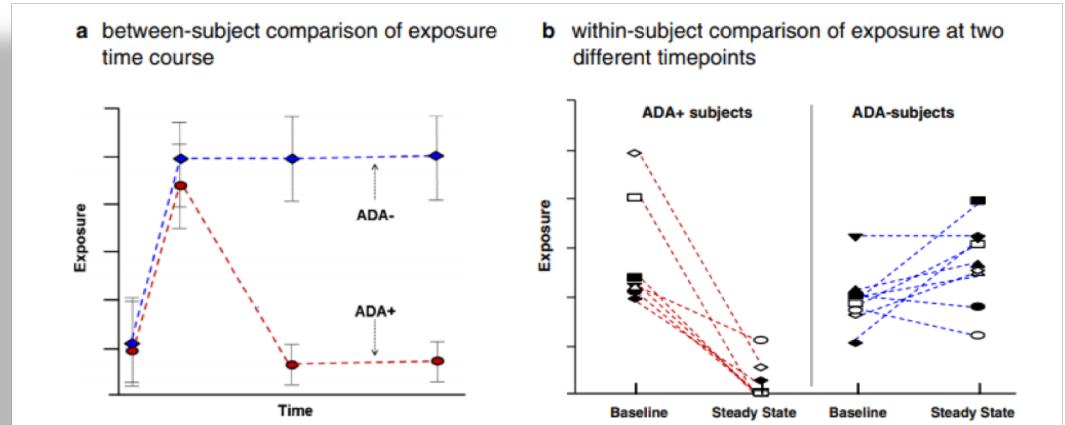 a between-subject comparison of exposure
time course
Exposure
ADA-
ADA+
Time
b within-subject comparison of exposure at two
different timepoints
ADA+ subjects
ADA-subjects
Exposure
Baseline
Steady State
Baseline
Steady State